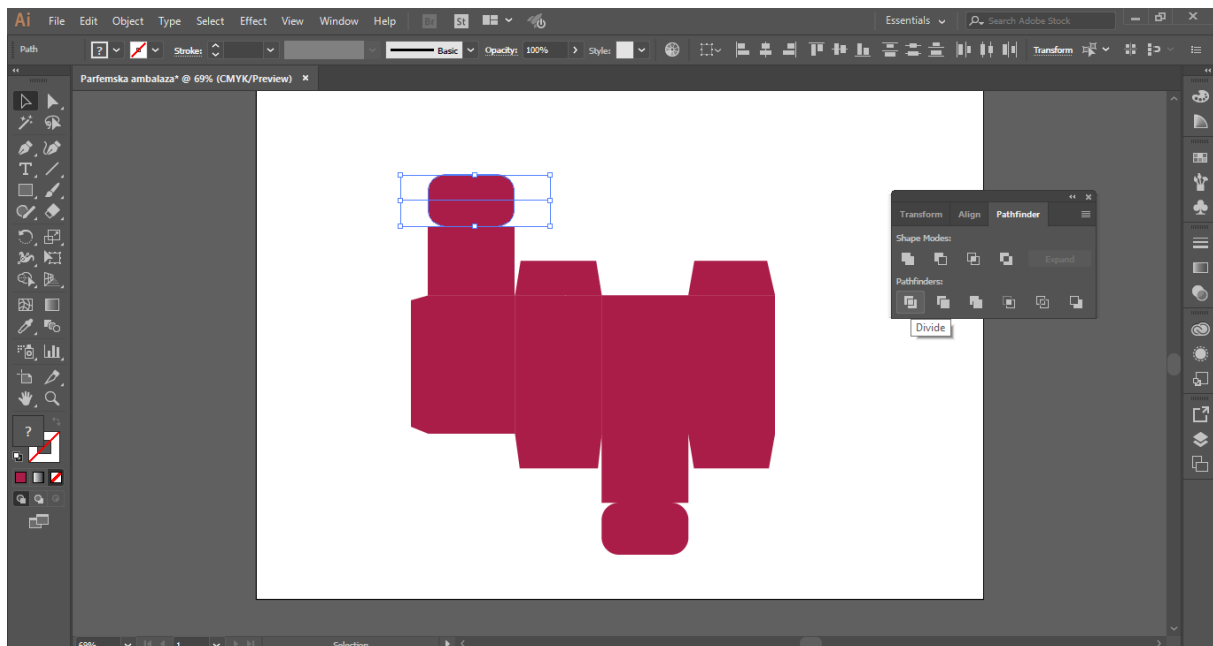 Ai File Edit Object Type Select Effect View Window Help Br St Essentials Search Adobe Stock
Path ? Stroke: Basic Opacity: 100% Style: Transform
Parfemska ambalaza* @ 69% (CMYK/Preview) ×
Transform Align Pathfinder
Shape Modes:
Expand
Pathfinders:
Divide
?
69% 1 Selection